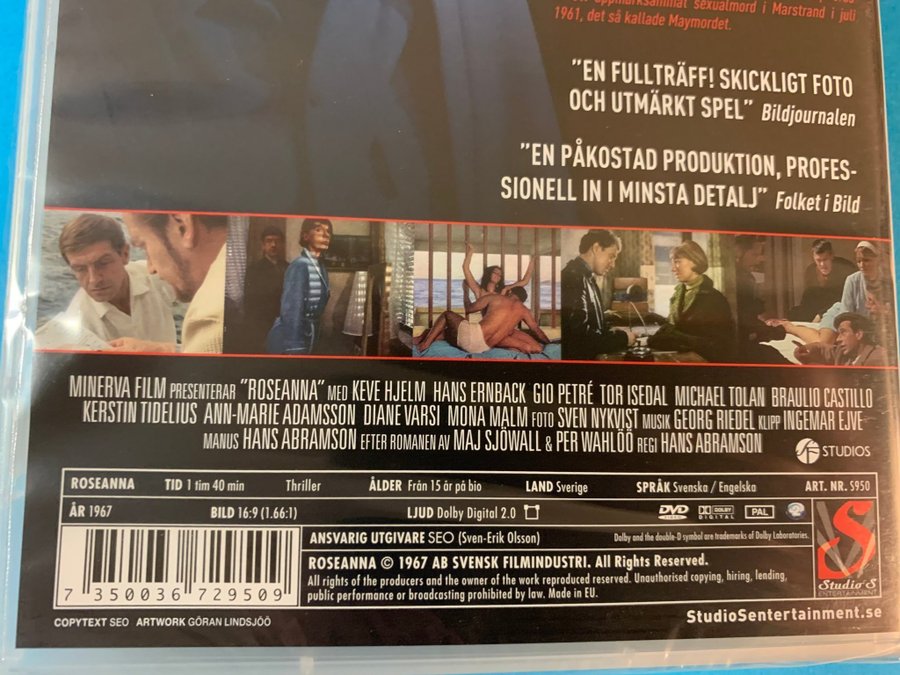 uppmärksammat sexualmord i Marstrand i juli
1961, det så kallade Maymordet.
"EN FULLTRÄFF! SKICKLIGT FOTO
OCH UTMÄRKT SPEL" Bildjournalen
"EN PÅKOSTAD PRODUKTION, PROFES-
SIONELL IN I MINSTA DETALJ" Folket i Bild
MINERVA FILM PRESENTERAR "ROSEANNA" MED KEVE HJELM HANS ERNBACK GIO PETRÉ TOR ISEDAL MICHAEL TOLAN BRAULIO CASTILLO
KERSTIN TIDELIUS ANN-MARIE ADAMSSON DIANE VARSI MONA MALM FOTO SVEN NYKVIST MUSIK GEORG RIEDEL KLIPP INGEMAR EJVE
MANUS HANS ABRAMSON EFTER ROMANEN AV MAJ SJÖWALL & PER WAHLÖÖ REGI HANS ABRAMSON
SF STUDIOS
ROSEANNA TID 1 tim 40 min Thriller ÅLDER Från 15 år på bio LAND Sverige SPRÅK Svenska / Engelska ART. NR. S950
ÅR 1967 BILD 16:9 (1.66:1) LJUD Dolby Digital 2.0 DVD VIDEO DOLBY DIGITAL PAL
ANSVARIG UTGIVARE SEO (Sven-Erik Olsson) Dolby and the double-D symbol are trademarks of Dolby Laboratories.
ROSEANNA © 1967 AB SVENSK FILMINDUSTRI. All Rights Reserved.
All rights of the producers and the owner of the work reproduced reserved. Unauthorised copying, hiring, lending,
public performance or broadcasting prohibited by law. Made in EU.
S
Studio S
ENTERTAINMENT
7 350036 729509
StudioSentertainment.se
COPYTEXT SEO ARTWORK GÖRAN LINDSJÖÖ